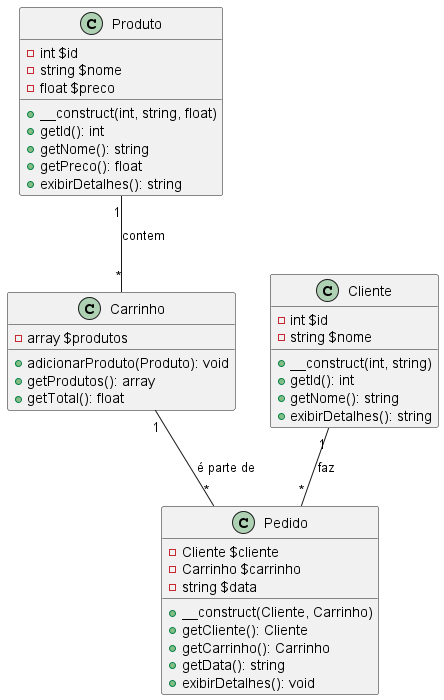 C Produto
int $id
string $nome
float $preco
__construct(int, string, float)
getId(): int
getNome(): string
getPreco(): float
exibirDetalhes(): string
1
contem
*
C Carrinho
array $produtos
adicionarProduto(Produto): void
getProdutos(): array
getTotal(): float
C Cliente
int $id
string $nome
__construct(int, string)
getId(): int
getNome(): string
exibirDetalhes(): string
1
é parte de
*
1
faz
*
C Pedido
Cliente $cliente
Carrinho $carrinho
string $data
__construct(Cliente, Carrinho)
getCliente(): Cliente
getCarrinho(): Carrinho
getData(): string
exibirDetalhes(): void